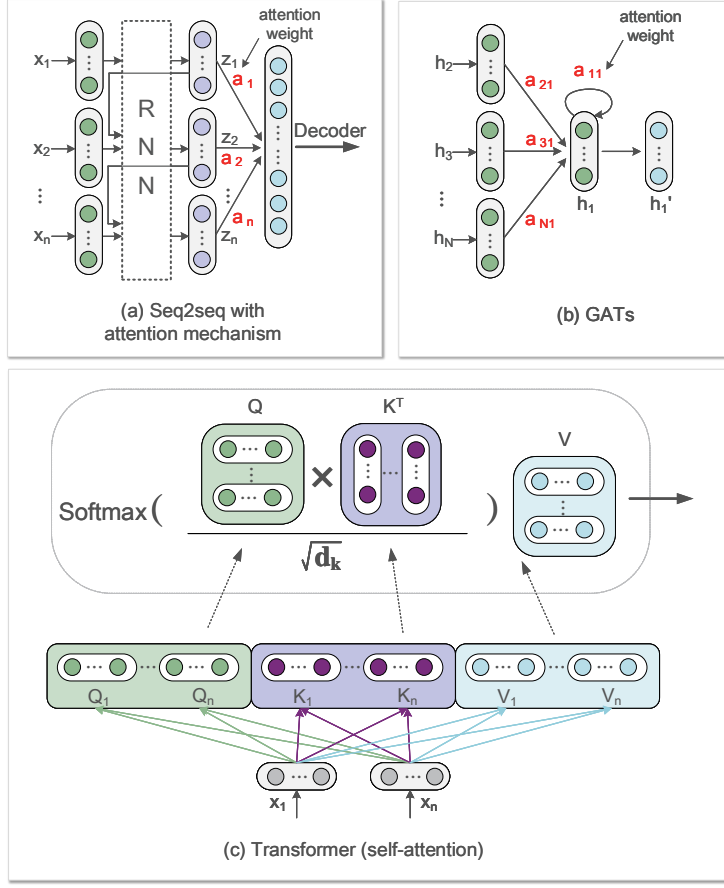 attention
weight
x1
z1
a1
R
N
N
x2
z2
a2
Decoder
xn
zn
an
(a) Seq2seq with
attention mechanism
attention
weight
h2
a21
a11
h3
a31
h1
h1'
hN
aN1
(b) GATs
Q
K^T
V
Softmax( )
√dk
Q1 Qn K1 Kn V1 Vn
x1 xn
(c) Transformer (self-attention)